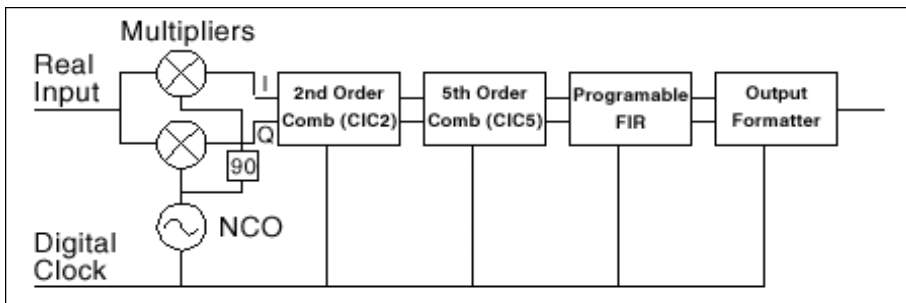 Multipliers
Real
Input
I
Q
90
2nd Order
Comb (CIC2)
5th Order
Comb (CIC5)
Programable
FIR
Output
Formatter
NCO
Digital
Clock